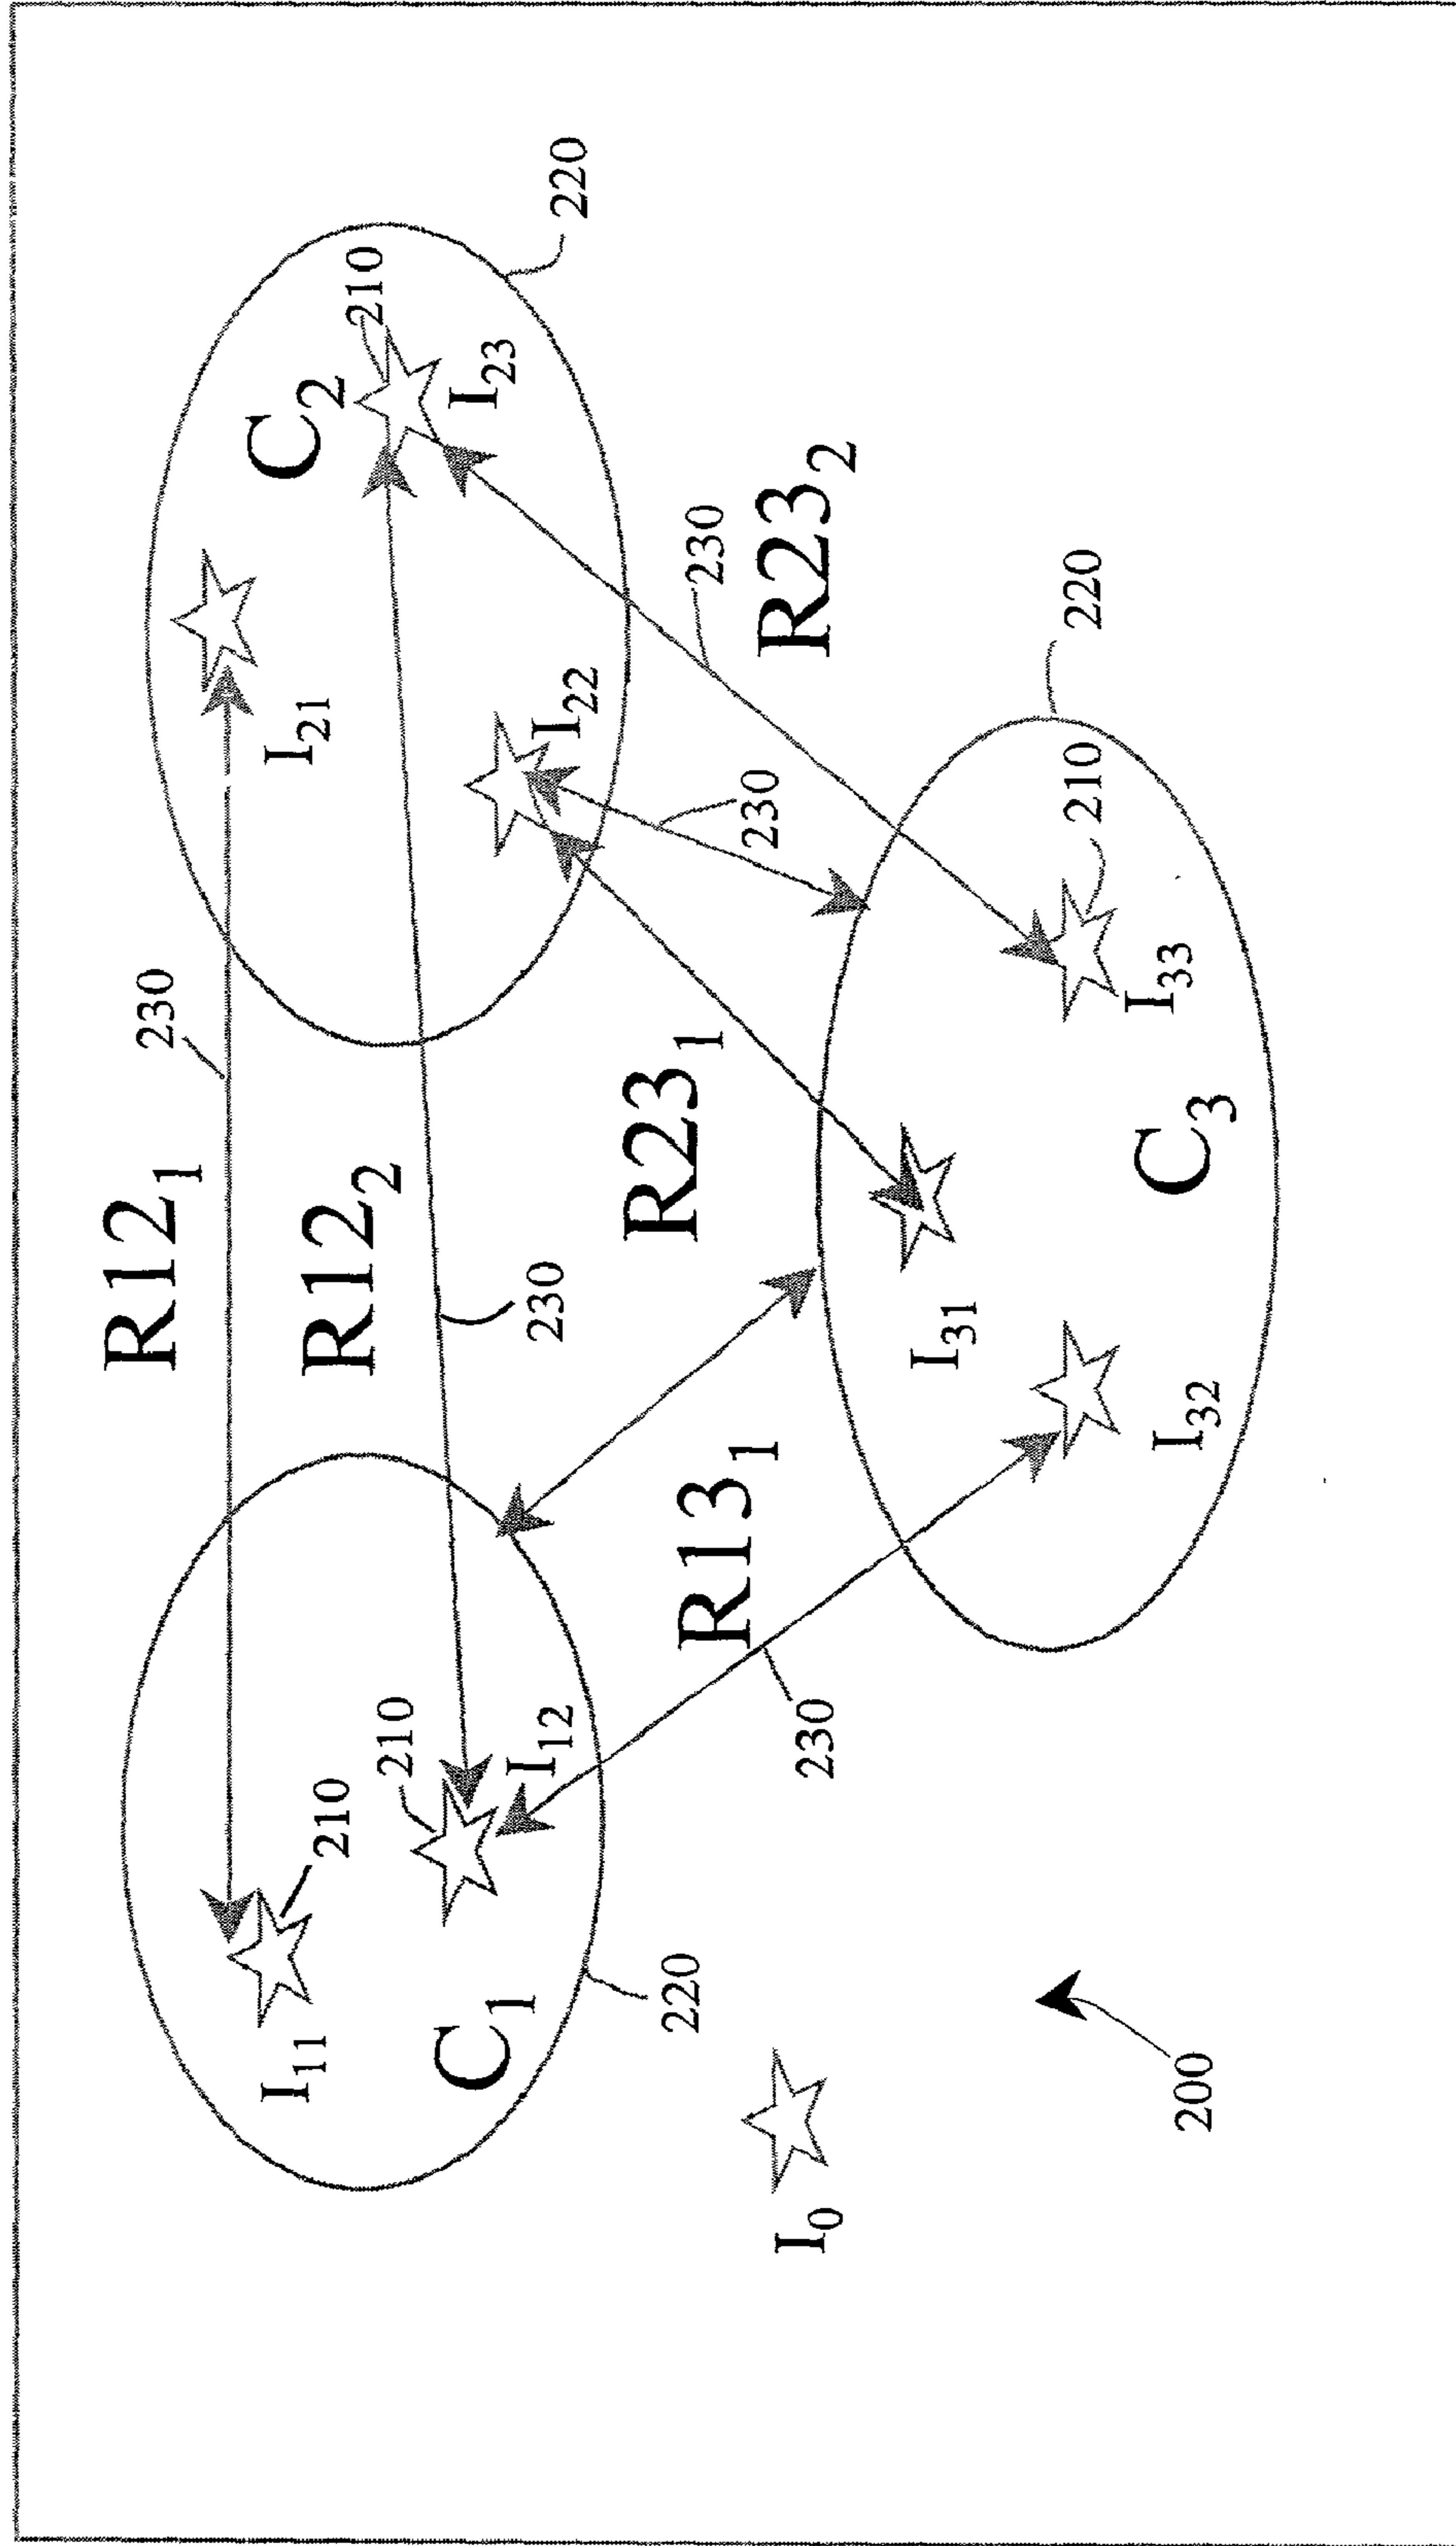 R12₁
230
R12₂
230
I₁₁
210
210
I₁₂
C₁
220
I₂₁
C₂
210
I₂₃
I₂₂
220
R23₁
230
230
R23₂
R13₁
230
I₃₁
I₃₂
C₃
I₃₃
210
220
I₀
200